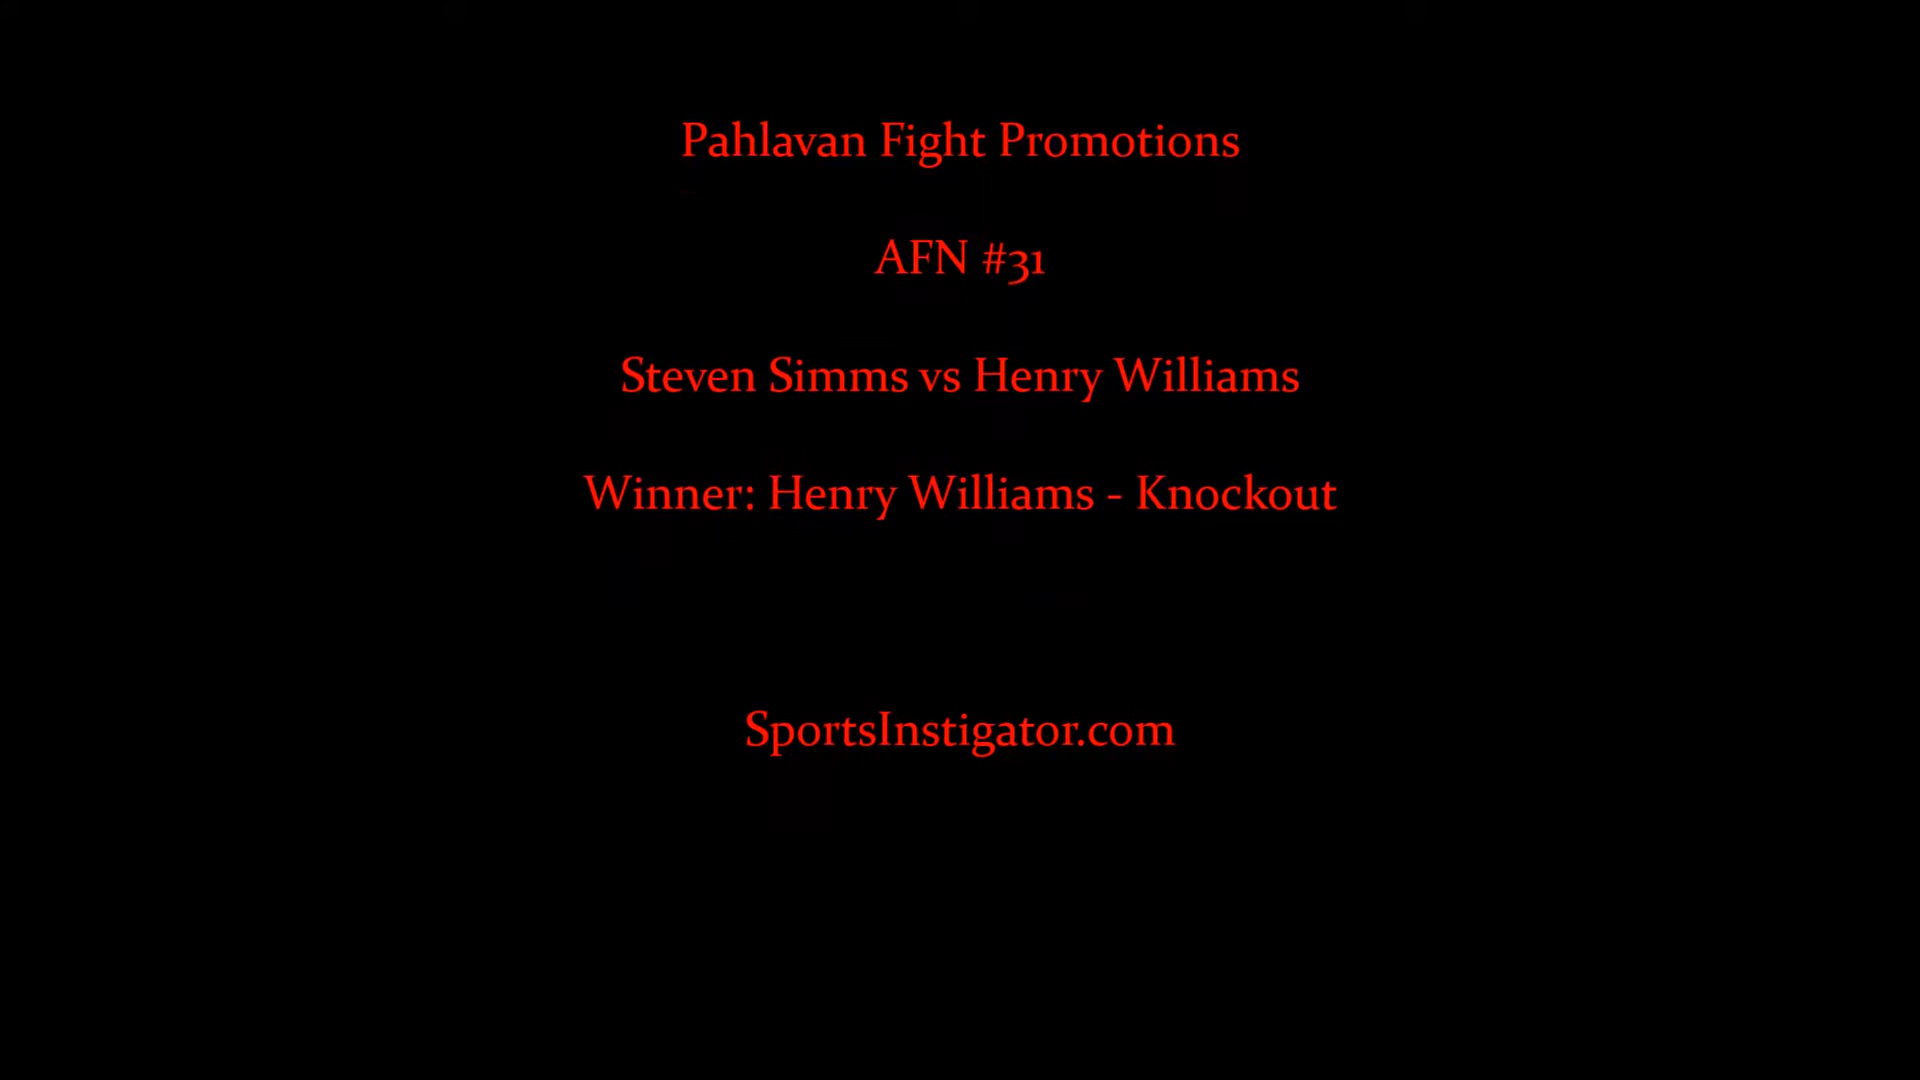 Pahlavan Fight Promotions
AFN #31
Steven Simms vs Henry Williams
Winner: Henry Williams - Knockout
SportsInstigator.com